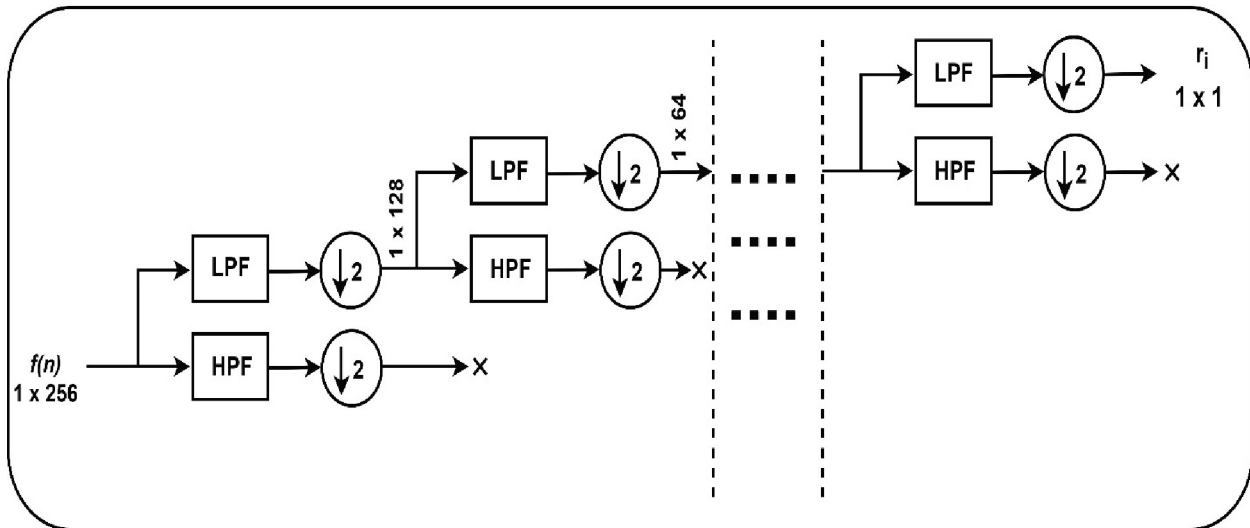 LPF
↓2
r_i
1 x 1
HPF
↓2
×
1 x 64
LPF
↓2
1 x 128
HPF
↓2
×
LPF
↓2
f(n)
1 x 256
HPF
↓2
×